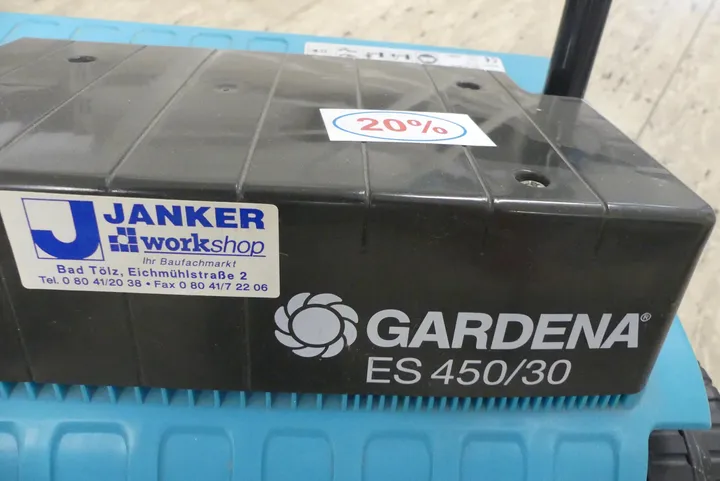 20%
J JANKER
workshop
Ihr Baufachmarkt
Bad Tölz, Eichmühlstraße 2
Tel. 0 80 41/20 38 • Fax 0 80 41/7 22 06
GARDENA®
ES 450/30